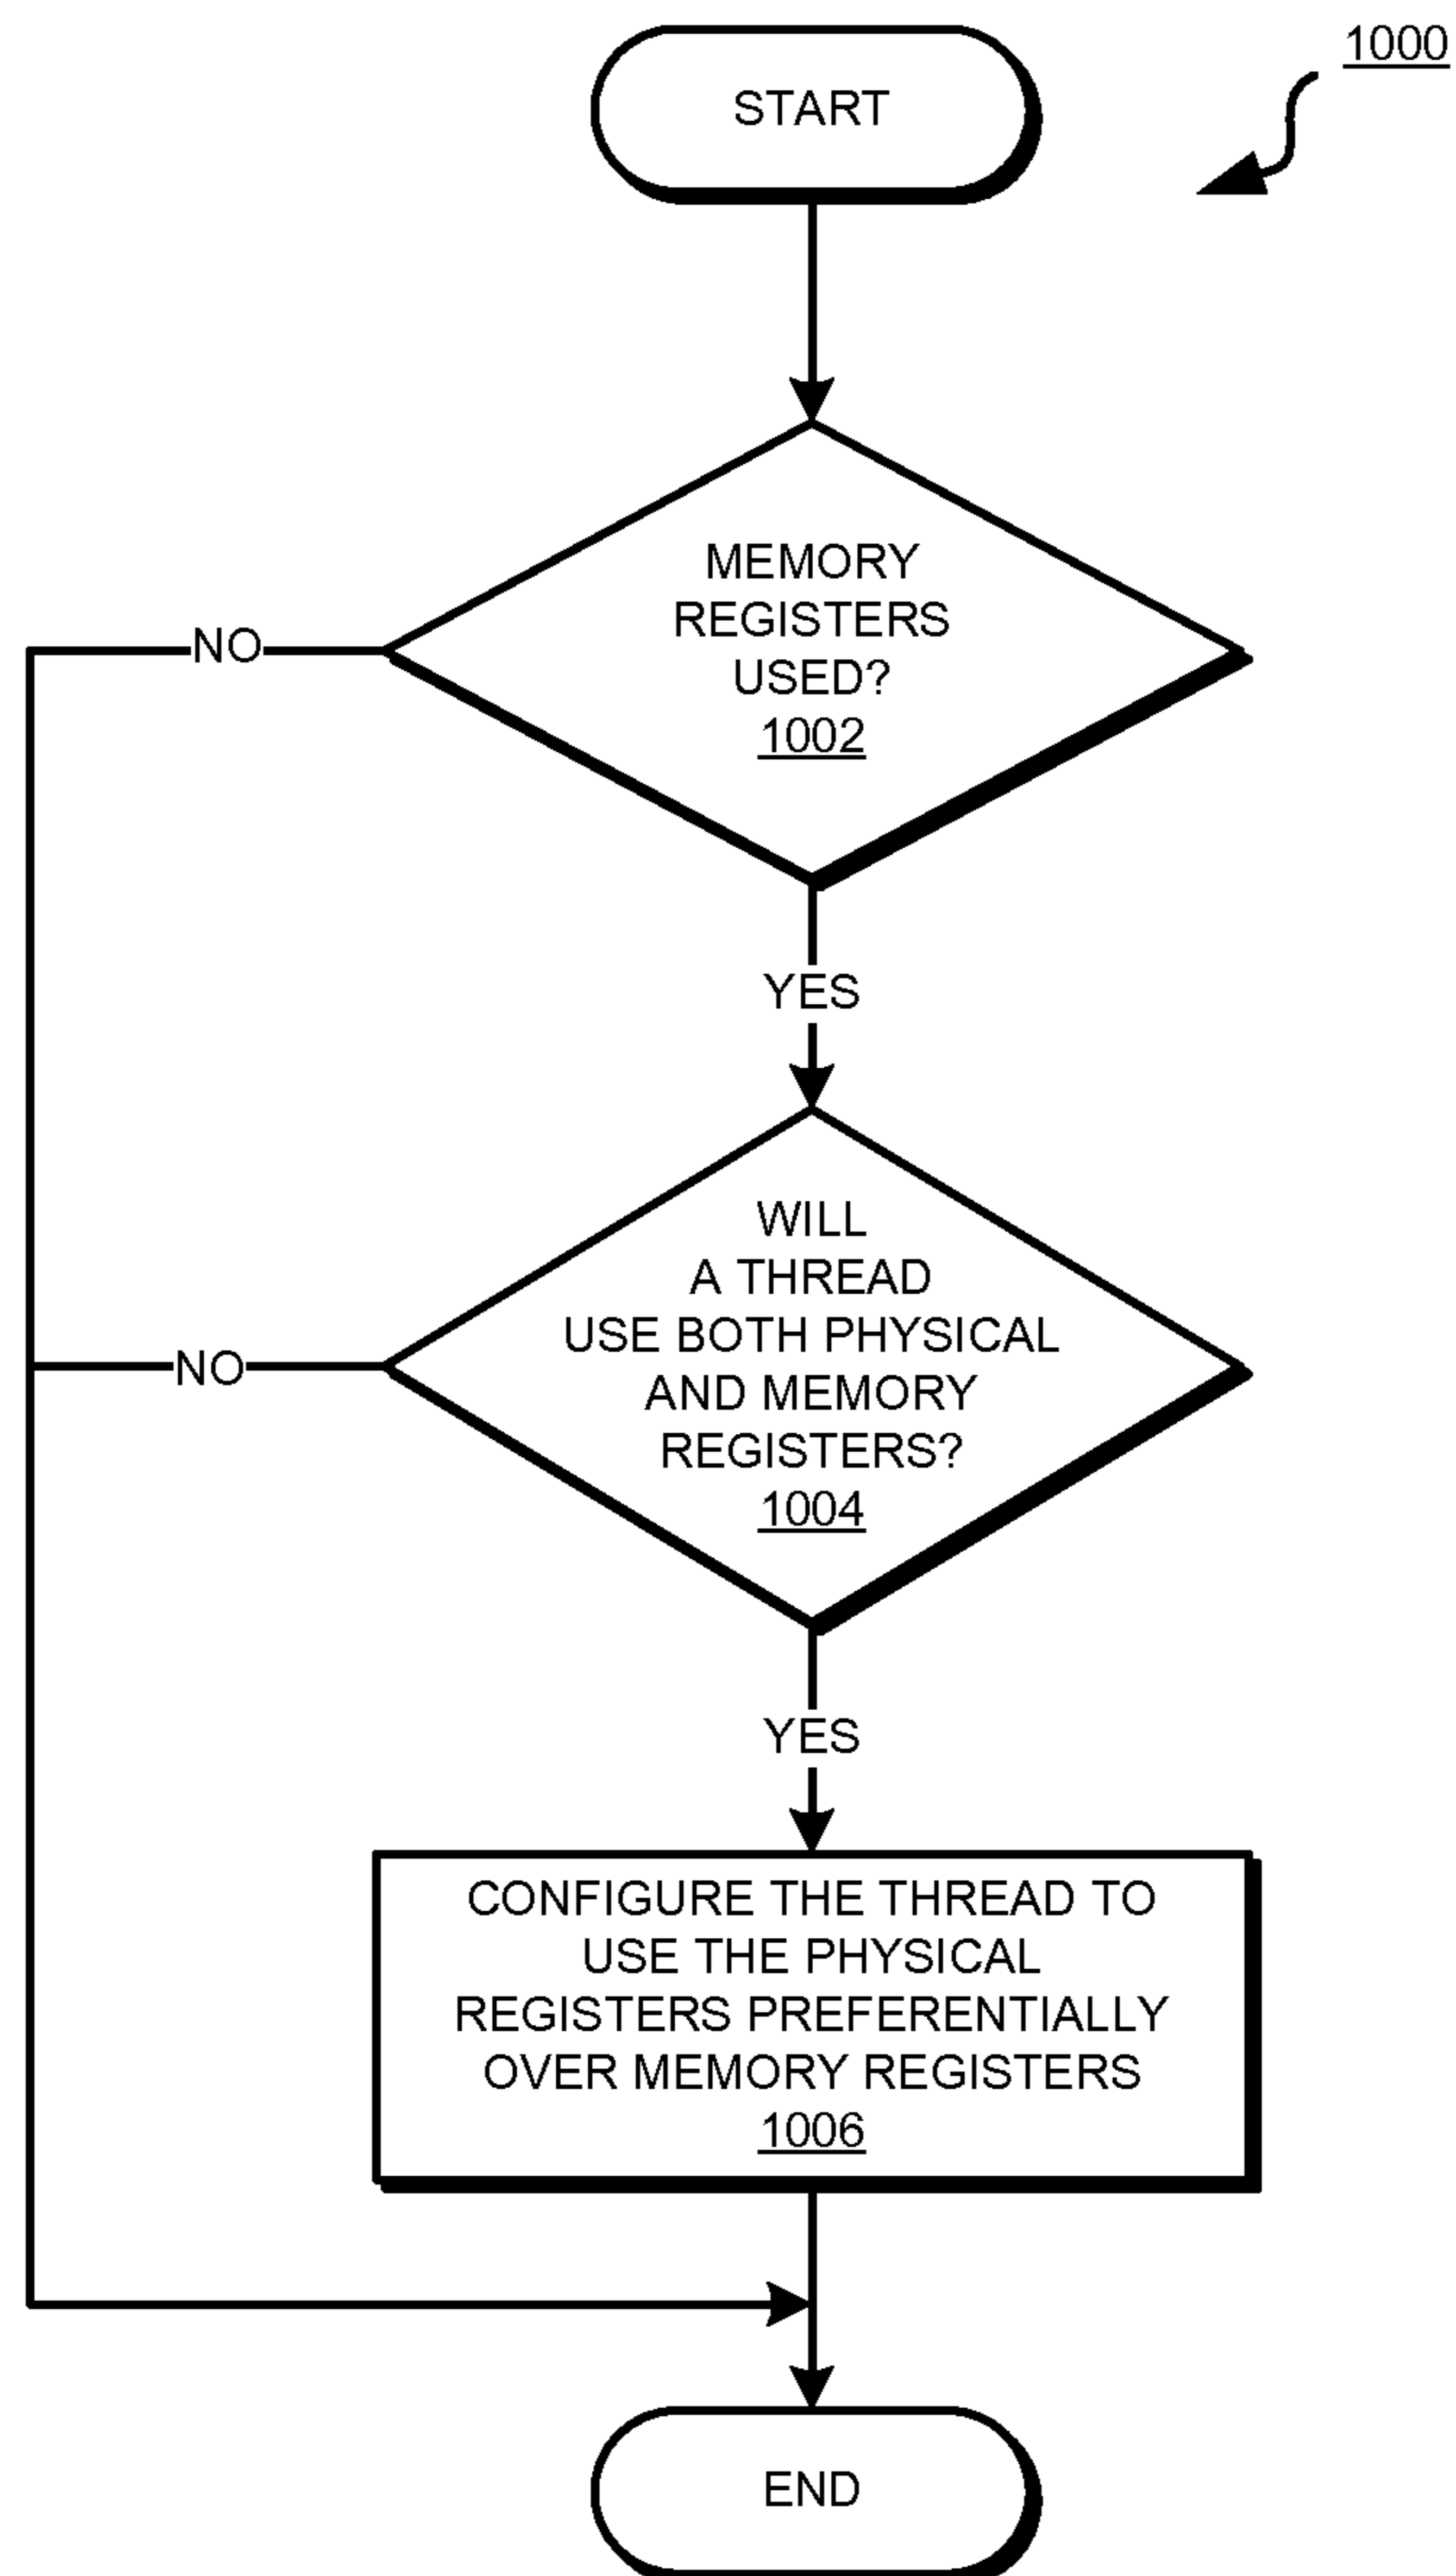 1000
START
MEMORY
REGISTERS
USED?
1002
NO
YES
WILL
A THREAD
USE BOTH PHYSICAL
AND MEMORY
REGISTERS?
1004
NO
YES
CONFIGURE THE THREAD TO
USE THE PHYSICAL
REGISTERS PREFERENTIALLY
OVER MEMORY REGISTERS
1006
END